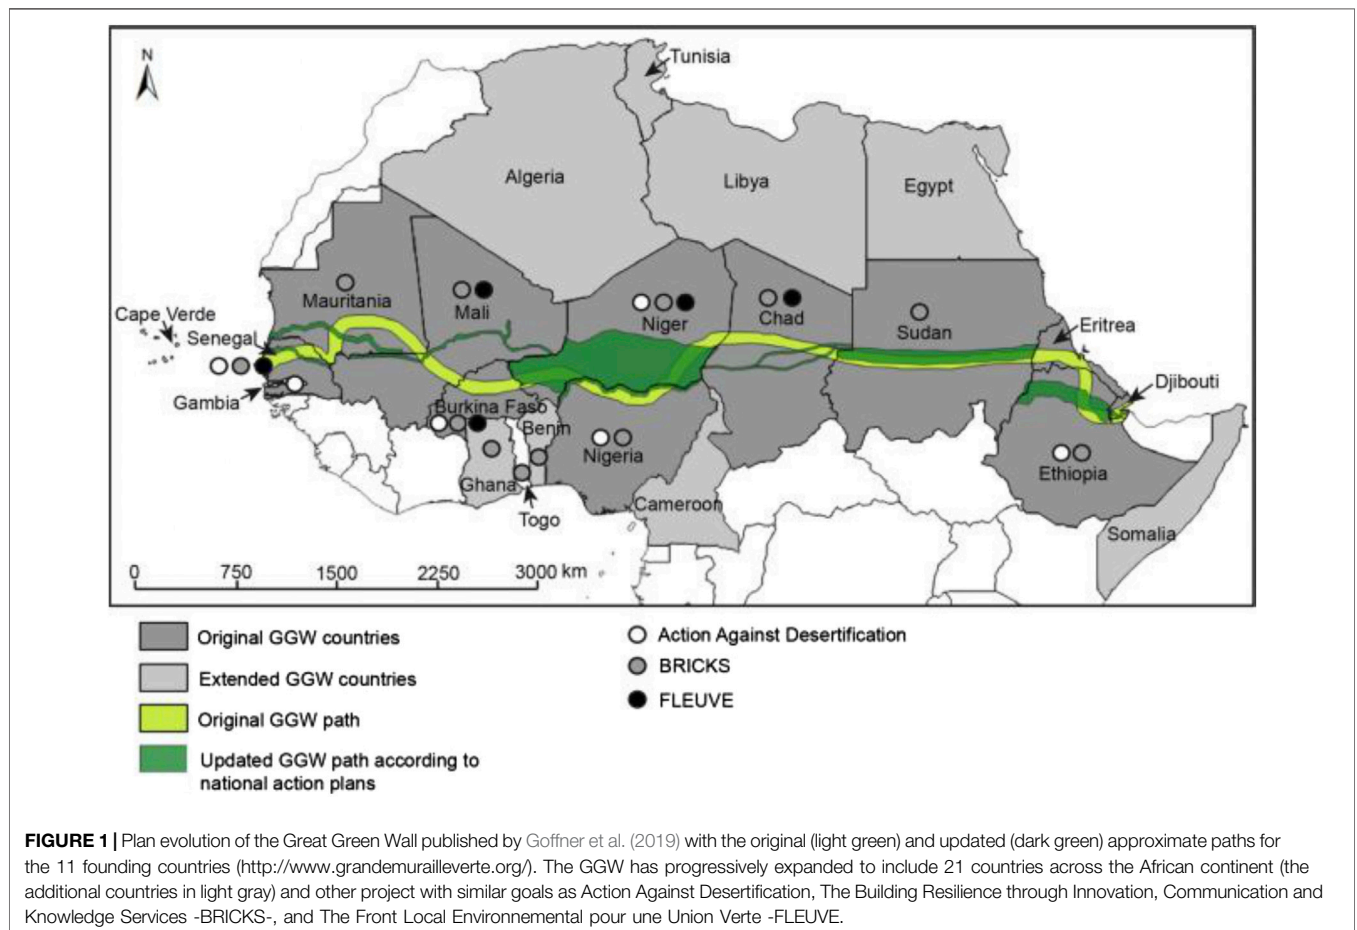 N
Tunisia
Algeria
Libya
Egypt
Mauritania
Mali
Niger
Chad
Sudan
Eritrea
Cape Verde
Senegal
Gambia
Djibouti
Burkina Faso
Benin
Nigeria
Ethiopia
Ghana
Togo
Cameroon
Somalia
0 750 1500 2250 3000 km
Original GGW countries
Extended GGW countries
Original GGW path
Updated GGW path according to
national action plans
Action Against Desertification
BRICKS
FLEUVE
FIGURE 1 | Plan evolution of the Great Green Wall published by Goffner et al. (2019) with the original (light green) and updated (dark green) approximate paths for
the 11 founding countries (http://www.grandemurailleverte.org/). The GGW has progressively expanded to include 21 countries across the African continent (the
additional countries in light gray) and other project with similar goals as Action Against Desertification, The Building Resilience through Innovation, Communication and
Knowledge Services -BRICKS-, and The Front Local Environnemental pour une Union Verte -FLEUVE.